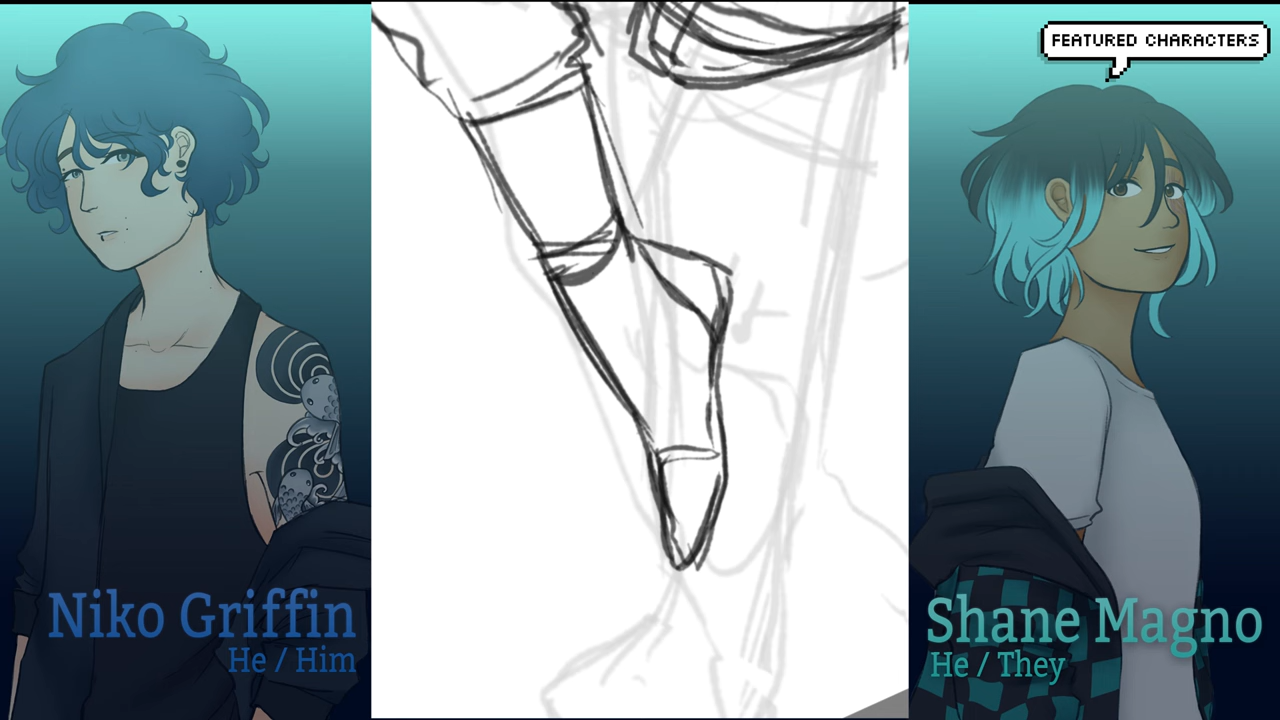 FEATURED CHARACTERS
Niko Griffin
He / Him
Shane Magno
He / They